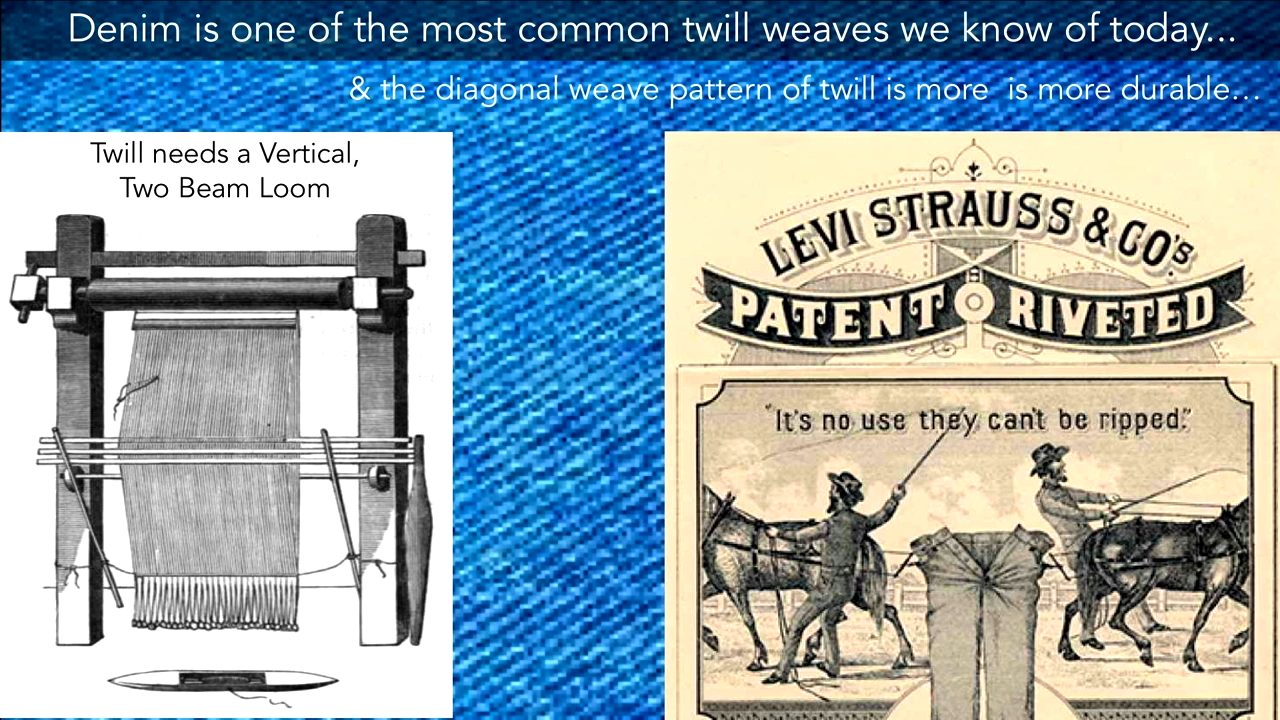 Denim is one of the most common twill weaves we know of today...
& the diagonal weave pattern of twill is more  is more durable...
Twill needs a Vertical,
Two Beam Loom
LEVI STRAUSS & CO'S.
PATENT RIVETED
"It's no use they can't be ripped."